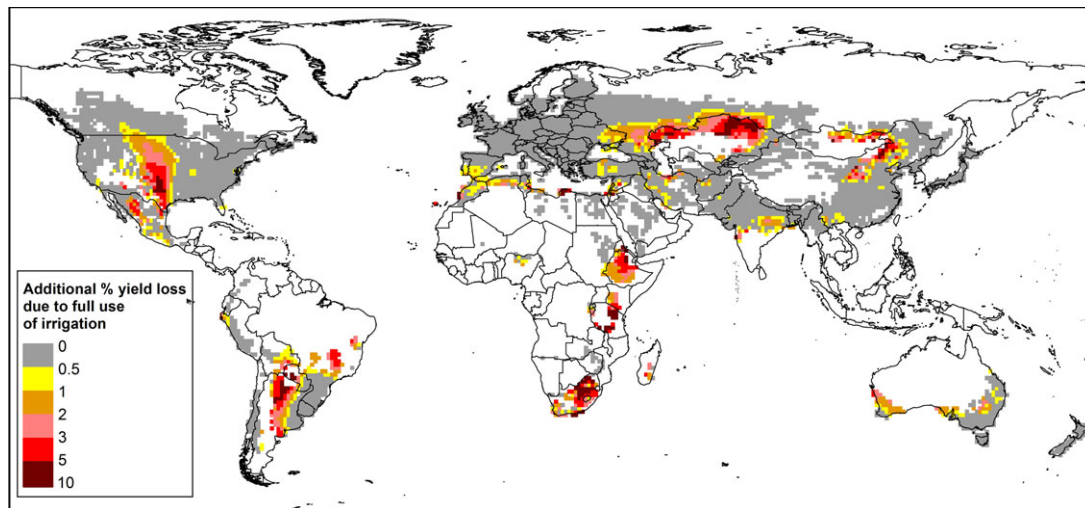 Additional % yield loss
due to full use
of irrigation
0
0.5
1
2
3
5
10